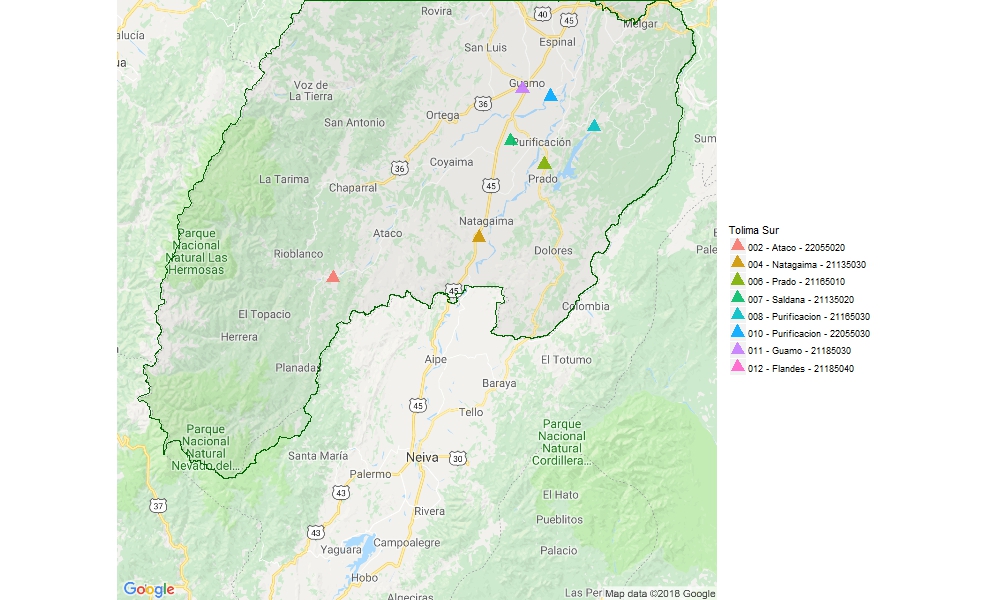 Rovira
40
45
Melgar
alucia
Espinal
San Luis
ua
Guamo
Voz de
La Tierra
36
Ortega
San Antonio
Purificación
Sum
Coyaima
36
La Tarima
Chaparral
Prado
45
Natagaima
Parque
Nacional
Natural Las
Hermosas
Ataco
Pale
Rioblanco
Dolores
45
Colombia
El Topacio
Herrera
Aipe
El Totumo
Planadas
Baraya
45
Tello
Parque
Nacional
Natural
Cordillera...
Parque
Nacional
Natural
Nevado del...
Santa María
Neiva
30
Palermo
43
El Hato
37
Rivera
Pueblitos
43
Yaguara
Campoalegre
Palacio
Hobo
Algeciras
Las Per
Google
Map data ©2018 Google
Tolima Sur
002 - Ataco - 22055020
004 - Natagaima - 21135030
006 - Prado - 21165010
007 - Saldana - 21135020
008 - Purificacion - 21165030
010 - Purificacion - 22055030
011 - Guamo - 21185030
012 - Flandes - 21185040